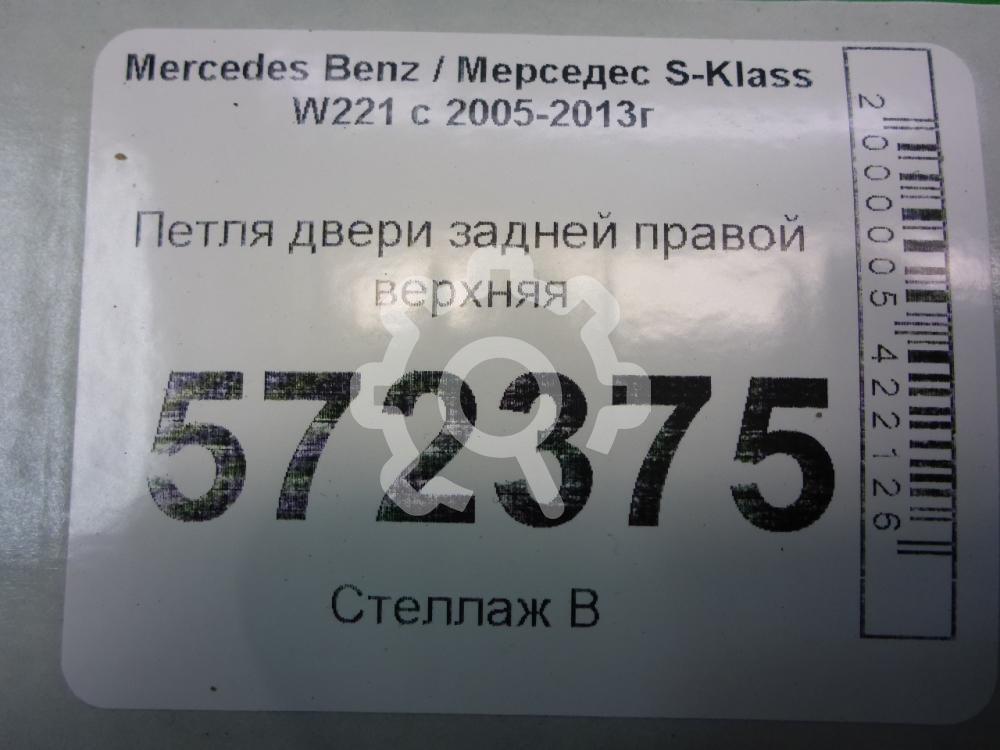 Mercedes Benz / Мерседес S-Klass
W221 с 2005-2013г
Петля двери задней правой
верхняя
572375
Стеллаж В
2000005422126